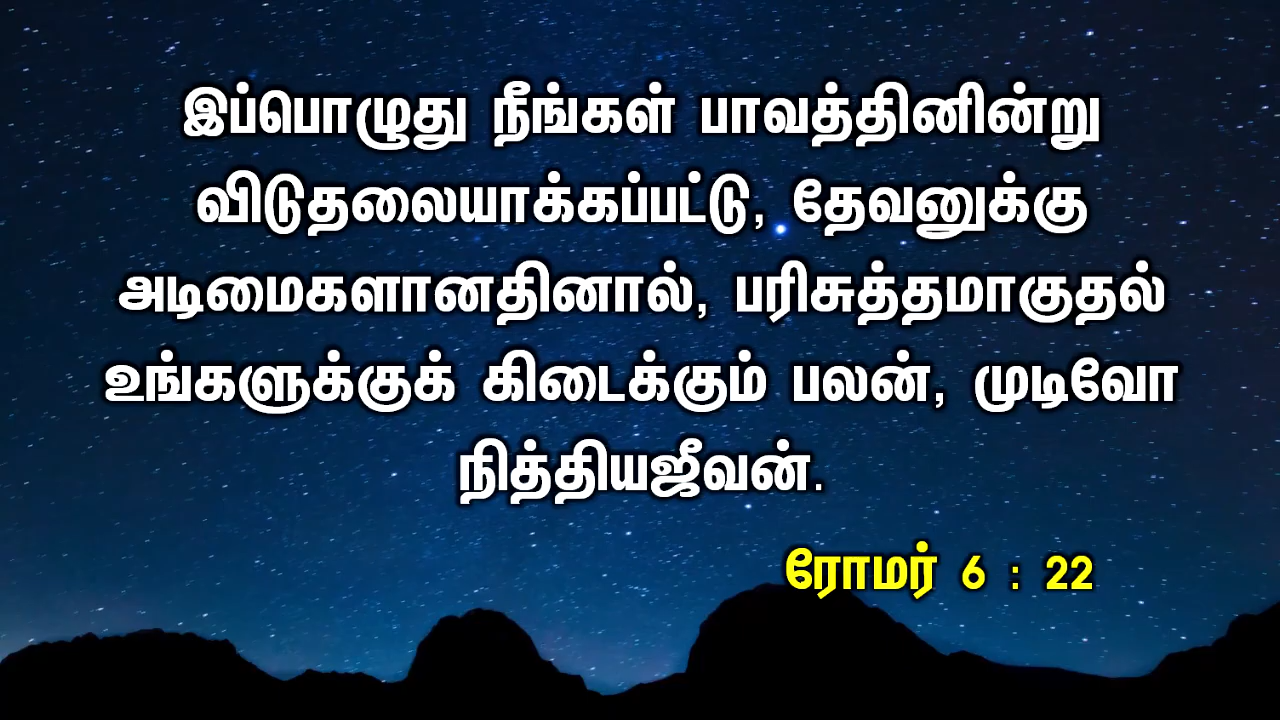 இப்பொழுது நீங்கள் பாவத்தினின்று
விடுதலையாக்கப்பட்டு, தேவனுக்கு
அடிமைகளானதினால், பரிசுத்தமாகுதல்
உங்களுக்குக் கிடைக்கும் பலன், முடிவோ
நித்தியஜீவன்.
ரோமர் 6 : 22